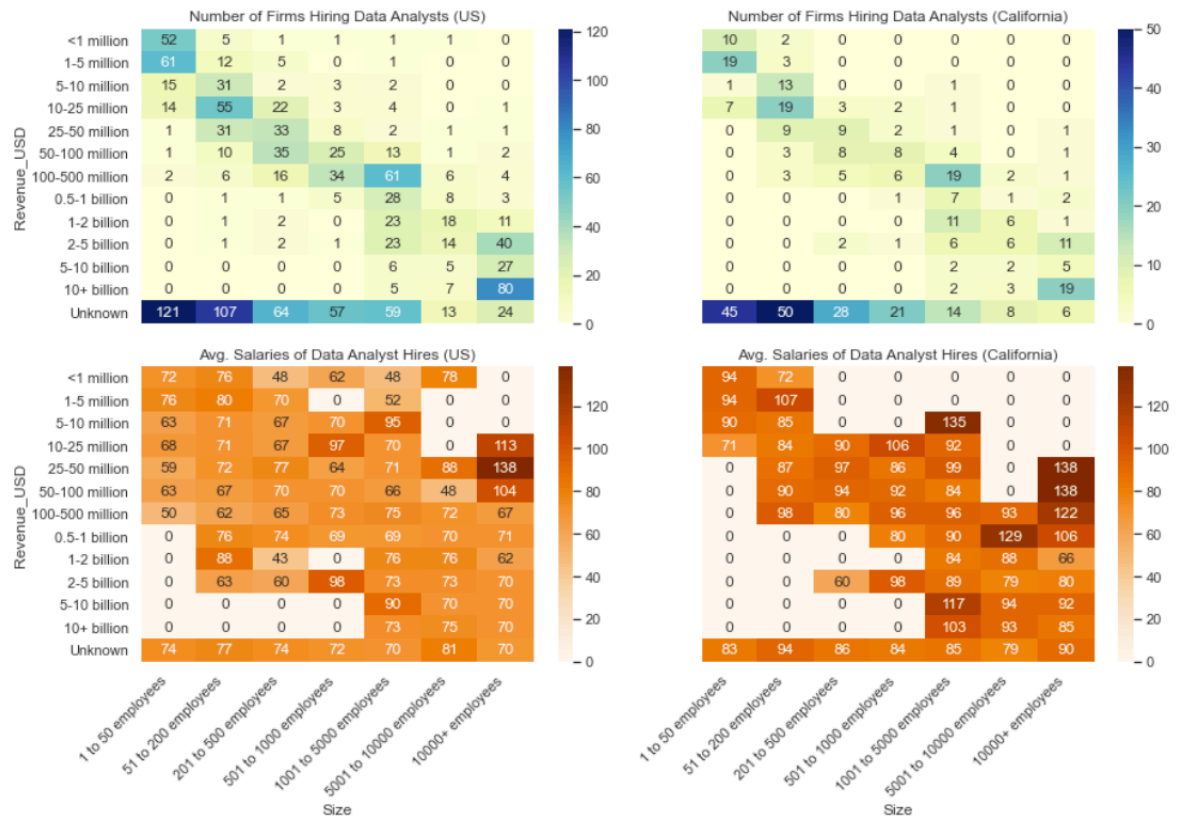 Number of Firms Hiring Data Analysts (US)
Number of Firms Hiring Data Analysts (California)
Revenue_USD
<1 million 52 5 1 1 1 1 0
1-5 million 61 12 5 0 1 0 0
5-10 million 15 31 2 3 2 0 0
10-25 million 14 55 22 3 4 0 1
25-50 million 1 31 33 8 2 1 1
50-100 million 1 10 35 25 13 1 2
100-500 million 2 6 16 34 61 6 4
0.5-1 billion 0 1 1 5 28 8 3
1-2 billion 0 1 2 0 23 18 11
2-5 billion 0 1 2 1 23 14 40
5-10 billion 0 0 0 0 6 5 27
10+ billion 0 0 0 0 5 7 80
Unknown 121 107 64 57 59 13 24
120
100
80
60
40
20
0
10 2 0 0 0 0 0
19 3 0 0 0 0 0
1 13 0 0 1 0 0
7 19 3 2 1 0 0
0 9 9 2 1 0 1
0 3 8 8 4 0 1
0 3 5 6 19 2 1
0 0 0 1 7 1 2
0 0 0 0 11 6 1
0 0 2 1 6 6 11
0 0 0 0 2 2 5
0 0 0 0 2 3 19
45 50 28 21 14 8 6
50
40
30
20
10
0
Avg. Salaries of Data Analyst Hires (US)
Avg. Salaries of Data Analyst Hires (California)
Revenue_USD
<1 million 72 76 48 62 48 78 0
1-5 million 76 80 70 0 52 0 0
5-10 million 63 71 67 70 95 0 0
10-25 million 68 71 67 97 70 0 113
25-50 million 59 72 77 64 71 88 138
50-100 million 63 67 70 70 66 48 104
100-500 million 50 62 65 73 75 72 67
0.5-1 billion 0 76 74 69 69 70 71
1-2 billion 0 88 43 0 76 76 62
2-5 billion 0 63 60 98 73 73 70
5-10 billion 0 0 0 0 90 70 70
10+ billion 0 0 0 0 73 75 70
Unknown 74 77 74 72 70 81 70
120
100
80
60
40
20
0
94 72 0 0 0 0 0
94 107 0 0 0 0 0
90 85 0 0 135 0 0
71 84 90 106 92 0 0
0 87 97 86 99 0 138
0 90 94 92 84 0 138
0 98 80 96 96 93 122
0 0 0 80 90 129 106
0 0 0 0 84 88 66
0 0 60 98 89 79 80
0 0 0 0 117 94 92
0 0 0 0 103 93 85
83 94 86 84 85 79 90
120
100
80
60
40
20
0
1 to 50 employees
51 to 200 employees
201 to 500 employees
501 to 1000 employees
1001 to 5000 employees
5001 to 10000 employees
10000+ employees
Size
1 to 50 employees
51 to 200 employees
201 to 500 employees
501 to 1000 employees
1001 to 5000 employees
5001 to 10000 employees
10000+ employees
Size